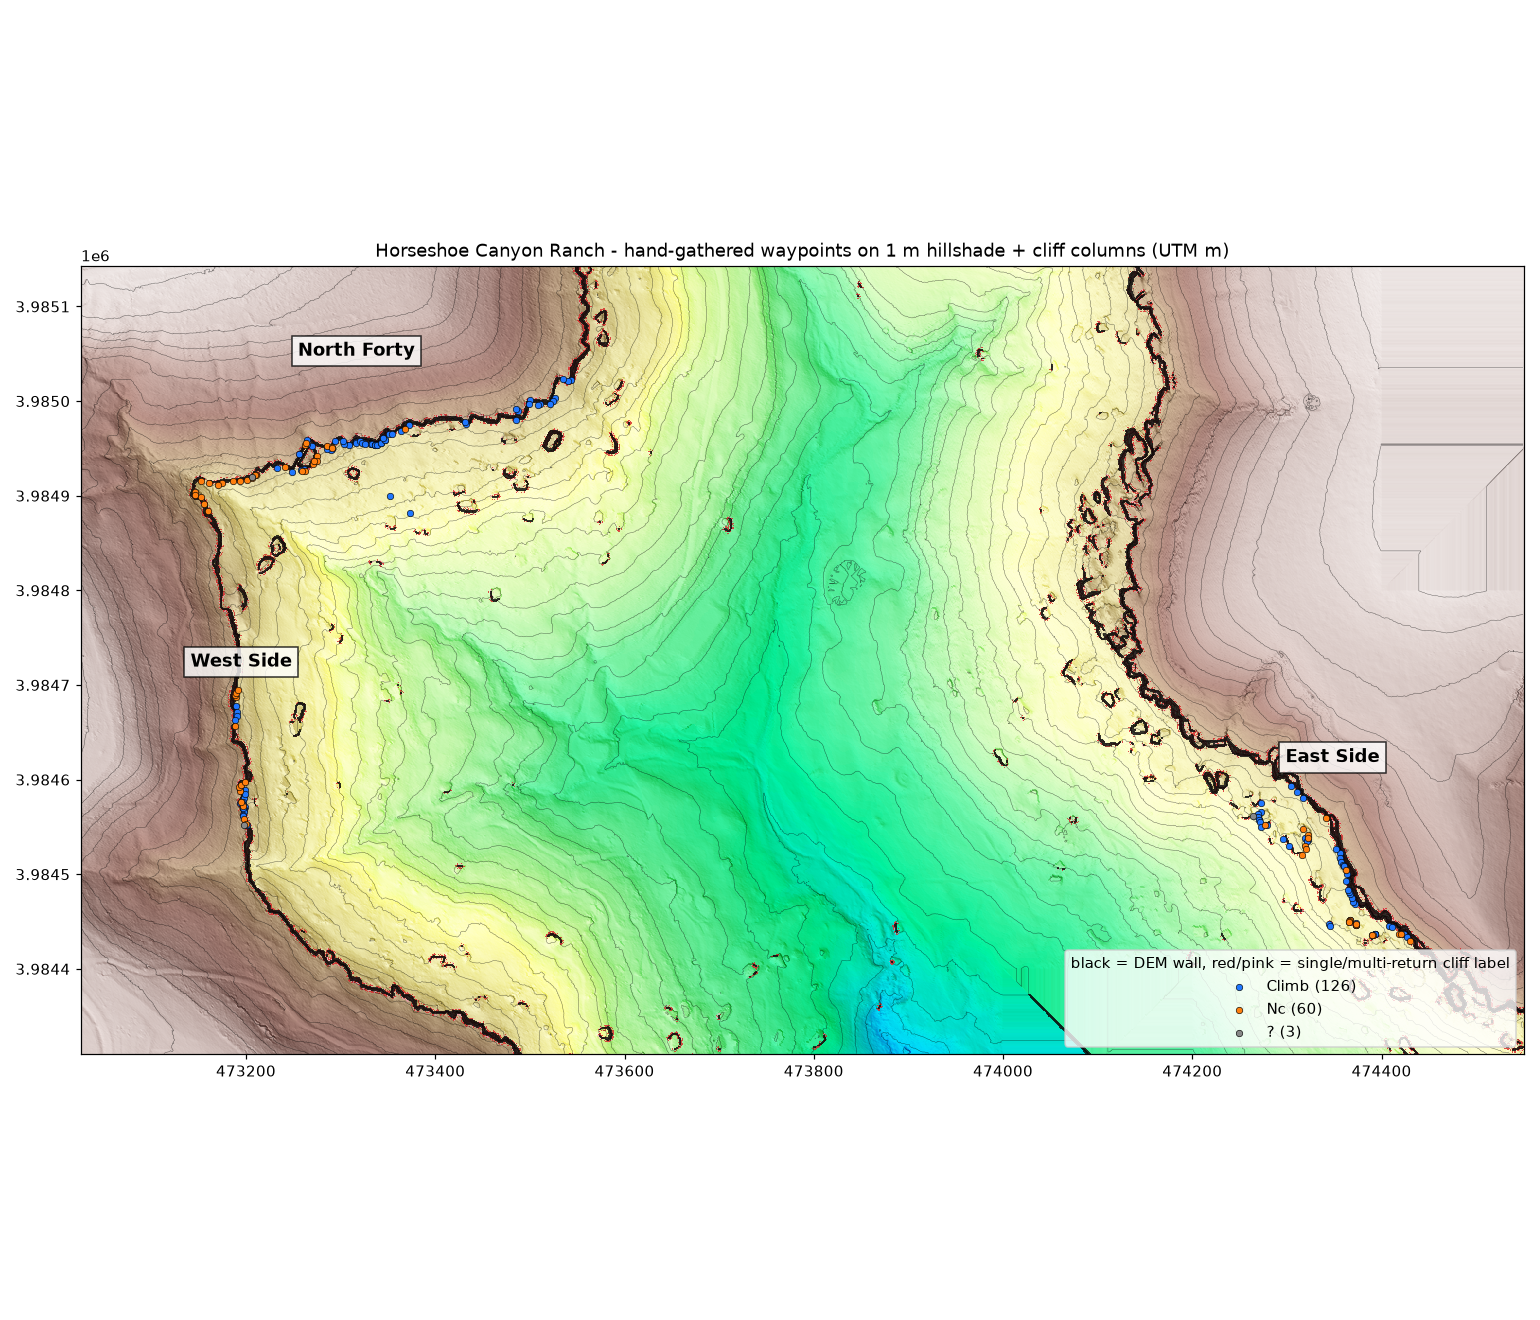 Horseshoe Canyon Ranch - hand-gathered waypoints on 1 m hillshade + cliff columns (UTM m)
1e6
3.9851
North Forty
3.9850
3.9849
3.9848
West Side
3.9847
East Side
3.9846
3.9845
3.9844
black = DEM wall, red/pink = single/multi-return cliff label
Climb (126)
Nc (60)
? (3)
473200 473400 473600 473800 474000 474200 474400